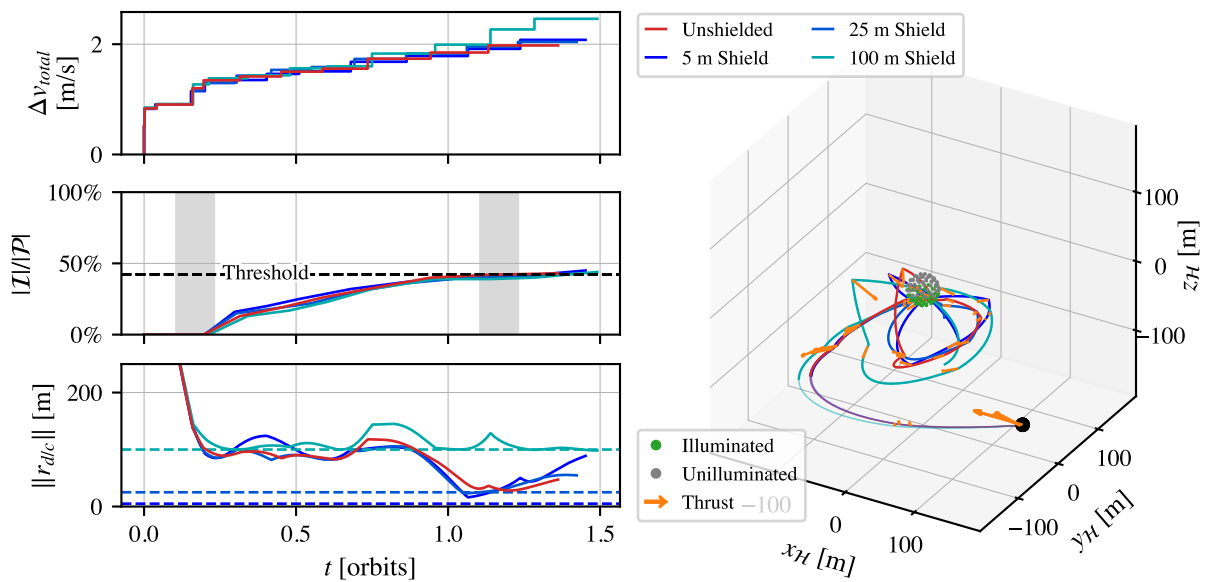 Δv_total
[m/s]
2
0
|𝓘|/|𝓟|
100%
50%
0%
Threshold
||r_{d/c}|| [m]
200
0
0.0
0.5
1.0
1.5
t [orbits]
Unshielded
5 m Shield
25 m Shield
100 m Shield
100
0
−100
z_𝓗 [m]
Illuminated
Unilluminated
Thrust
−100
0
100
x_𝓗 [m]
−100
0
100
y_𝓗 [m]